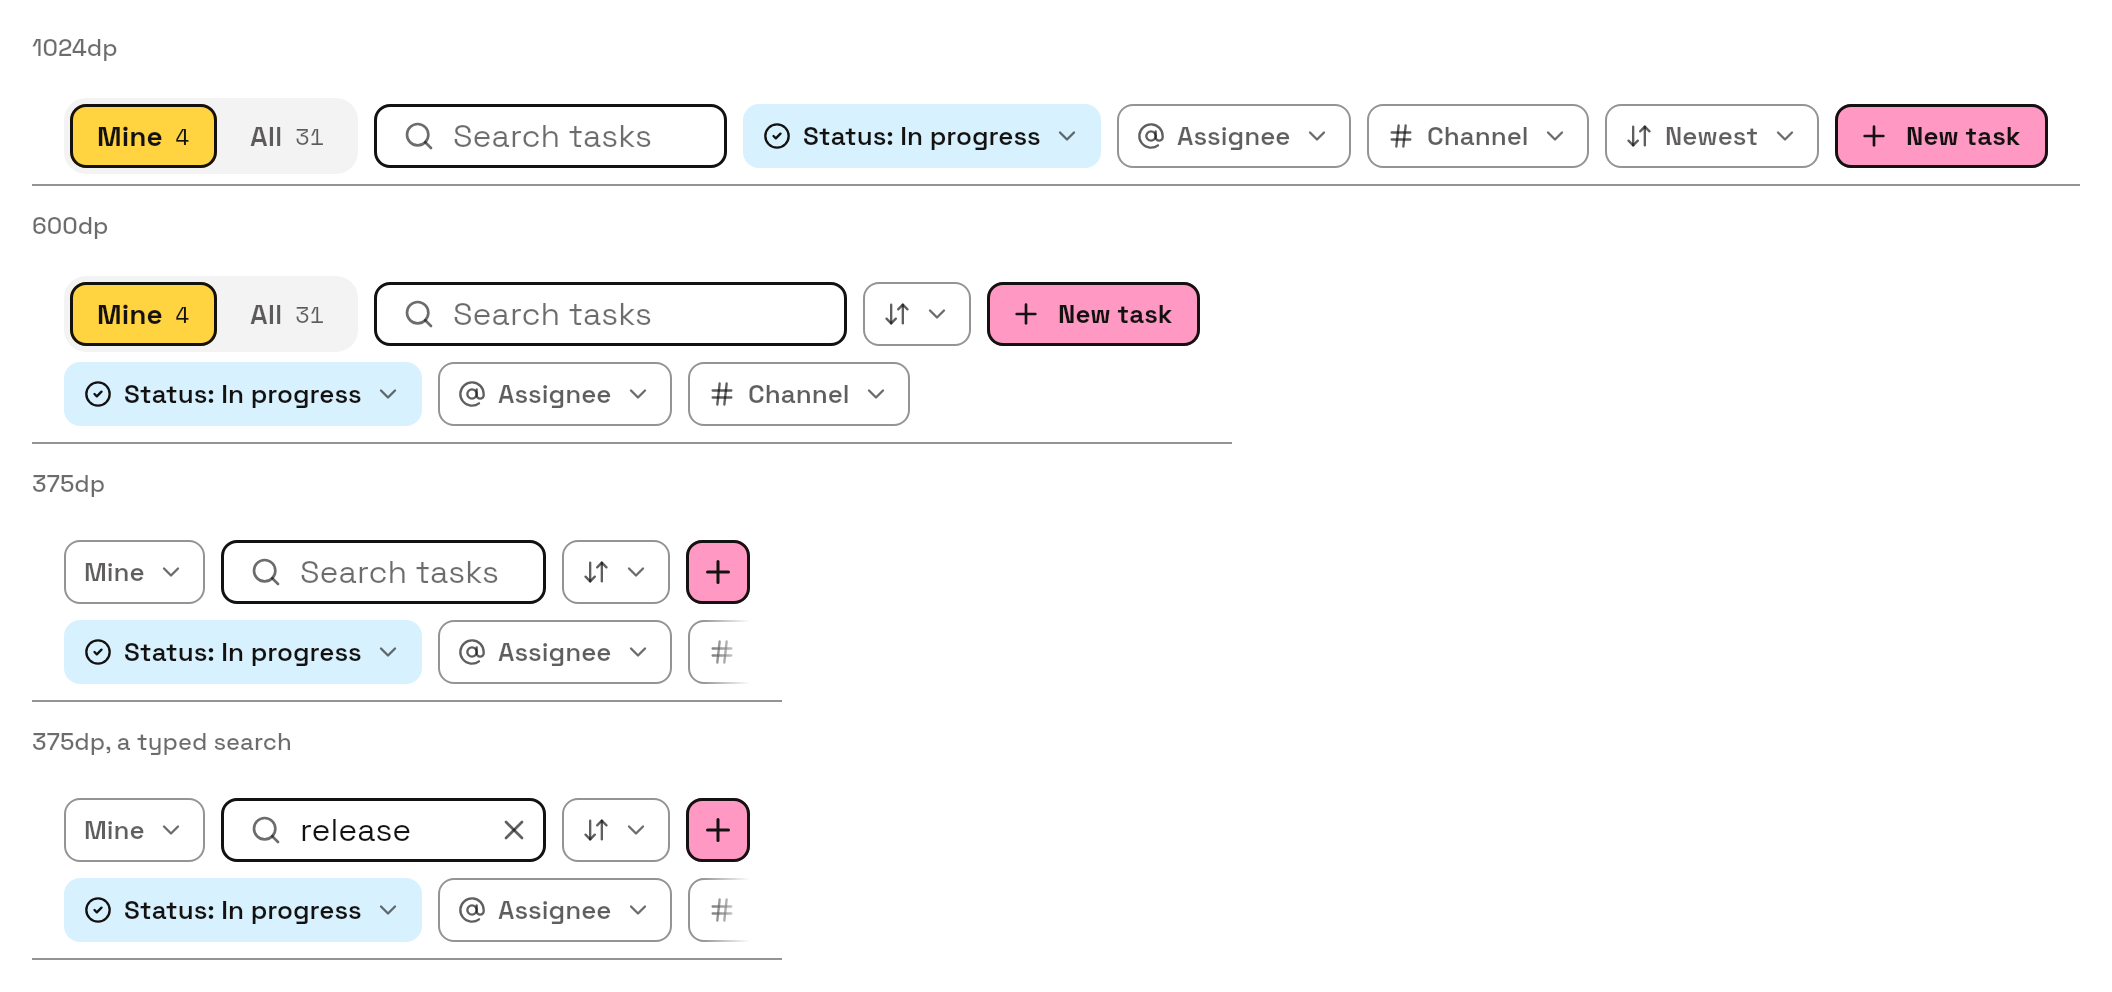 1024dp
Mine 4 All 31 Search tasks Status: In progress Assignee Channel Newest New task
600dp
Mine 4 All 31 Search tasks New task
Status: In progress Assignee Channel
375dp
Mine Search tasks
Status: In progress Assignee
375dp, a typed search
Mine release
Status: In progress Assignee